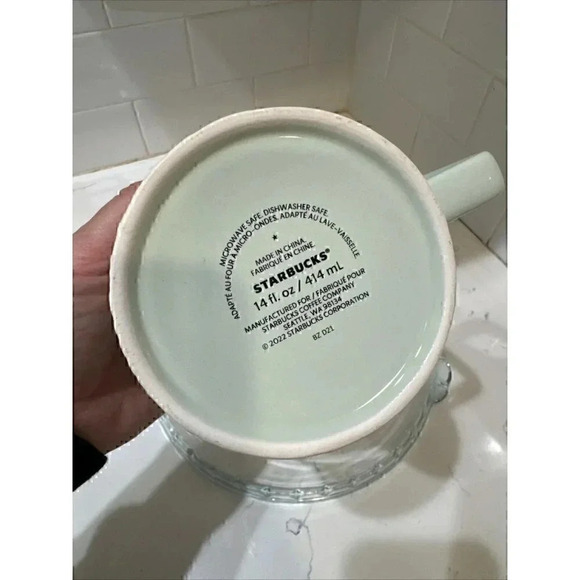 MICROWAVE SAFE. DISHWASHER SAFE.
ADAPTÉ AU FOUR À MICRO-ONDES. ADAPTÉ AU LAVE-VAISSELLE.
MADE IN CHINA.
FABRIQUÉ EN CHINE.
STARBUCKS®
14 fl. oz / 414 mL
MANUFACTURED FOR / FABRIQUÉ POUR
STARBUCKS COFFEE COMPANY
SEATTLE, WA 98134
© 2022 STARBUCKS CORPORATION
BZ D21